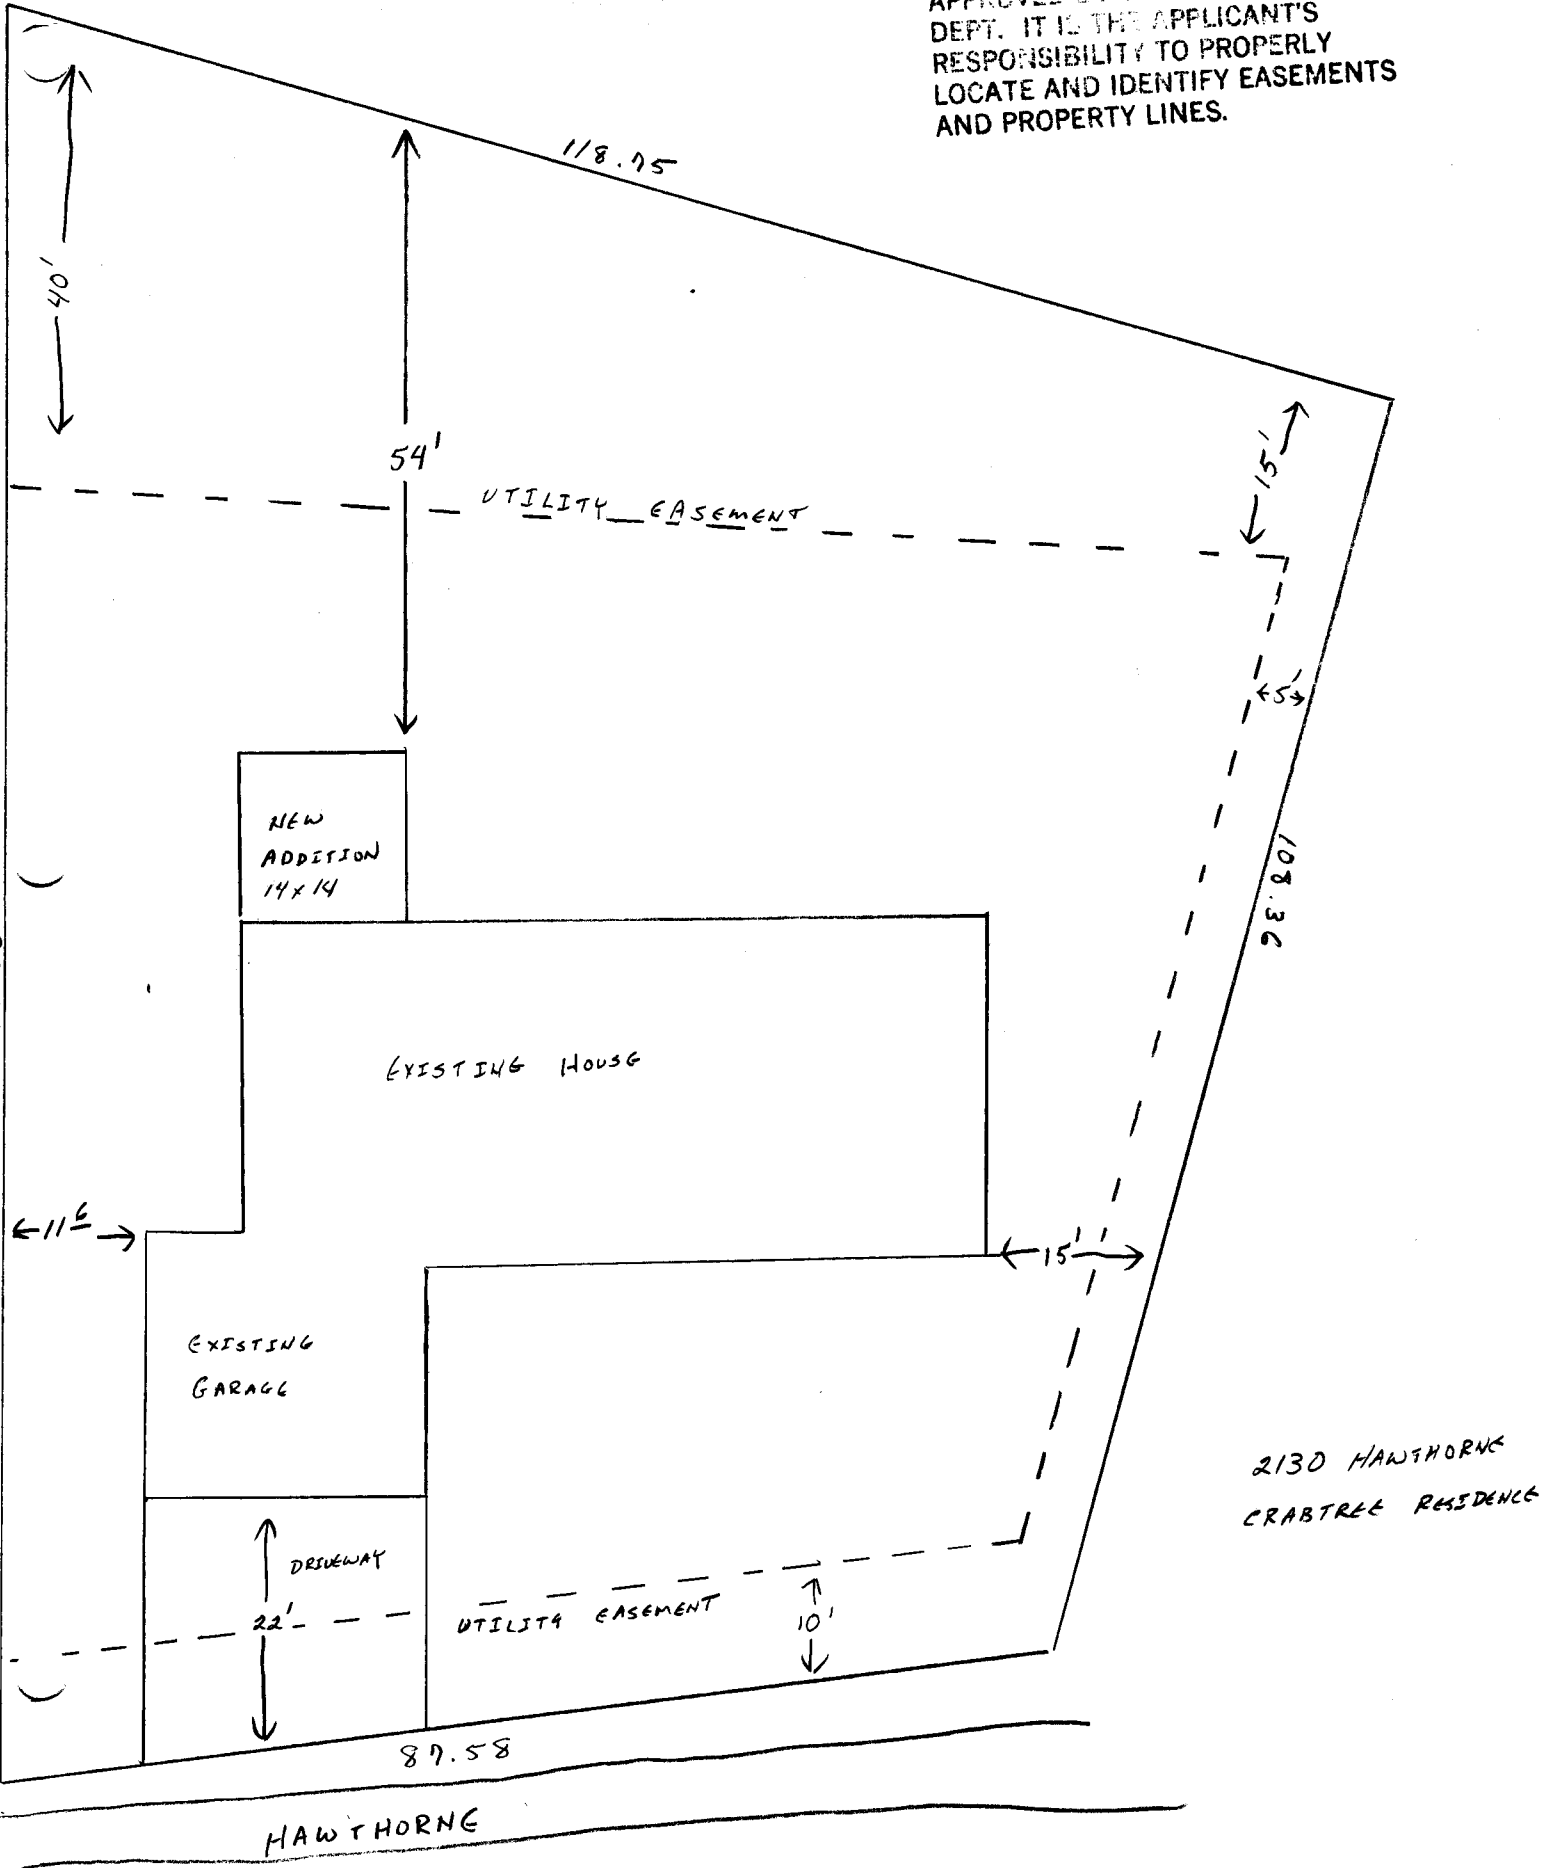 DEPT. IT IS THE APPLICANT'S
RESPONSIBILITY TO PROPERLY
LOCATE AND IDENTIFY EASEMENTS
AND PROPERTY LINES.
118.75
40'
54'
15'
UTILITY EASEMENT
5'
NEW
ADDITION
14x14
108.36
EXISTING HOUSE
11 6
15'
EXISTING
GARAGE
2130 HAWTHORNE
CRABTREE RESIDENCE
DRIVEWAY
22'
UTILITY EASEMENT
10'
87.58
HAWTHORNE